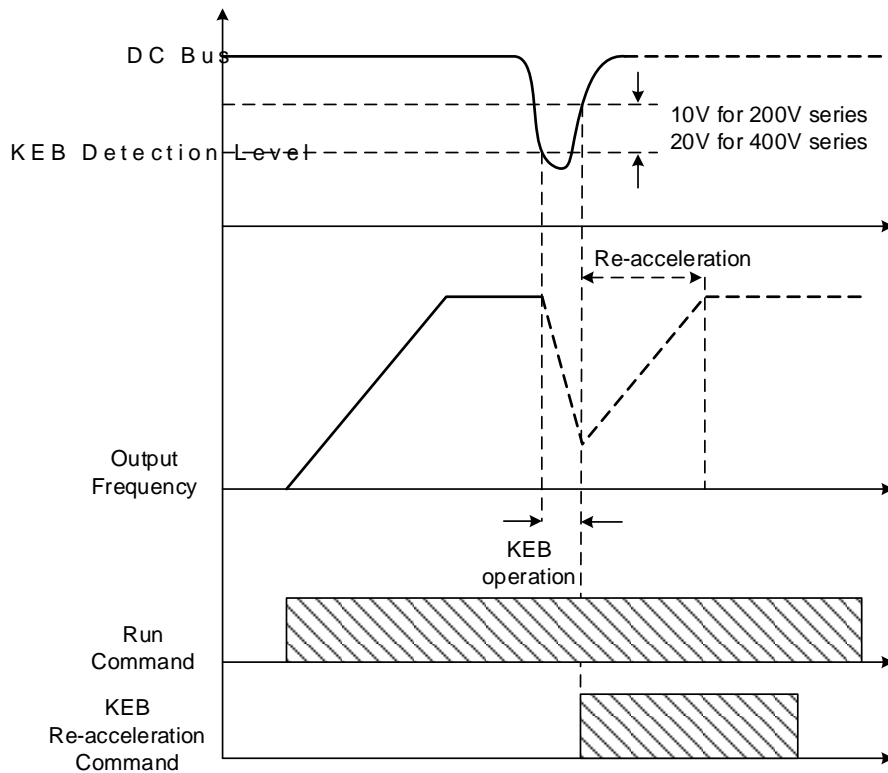 DC Bus
10V for 200V series
20V for 400V series
KEB Detection Level
Re-acceleration
Output
Frequency
KEB
operation
Run
Command
KEB
Re-acceleration
Command